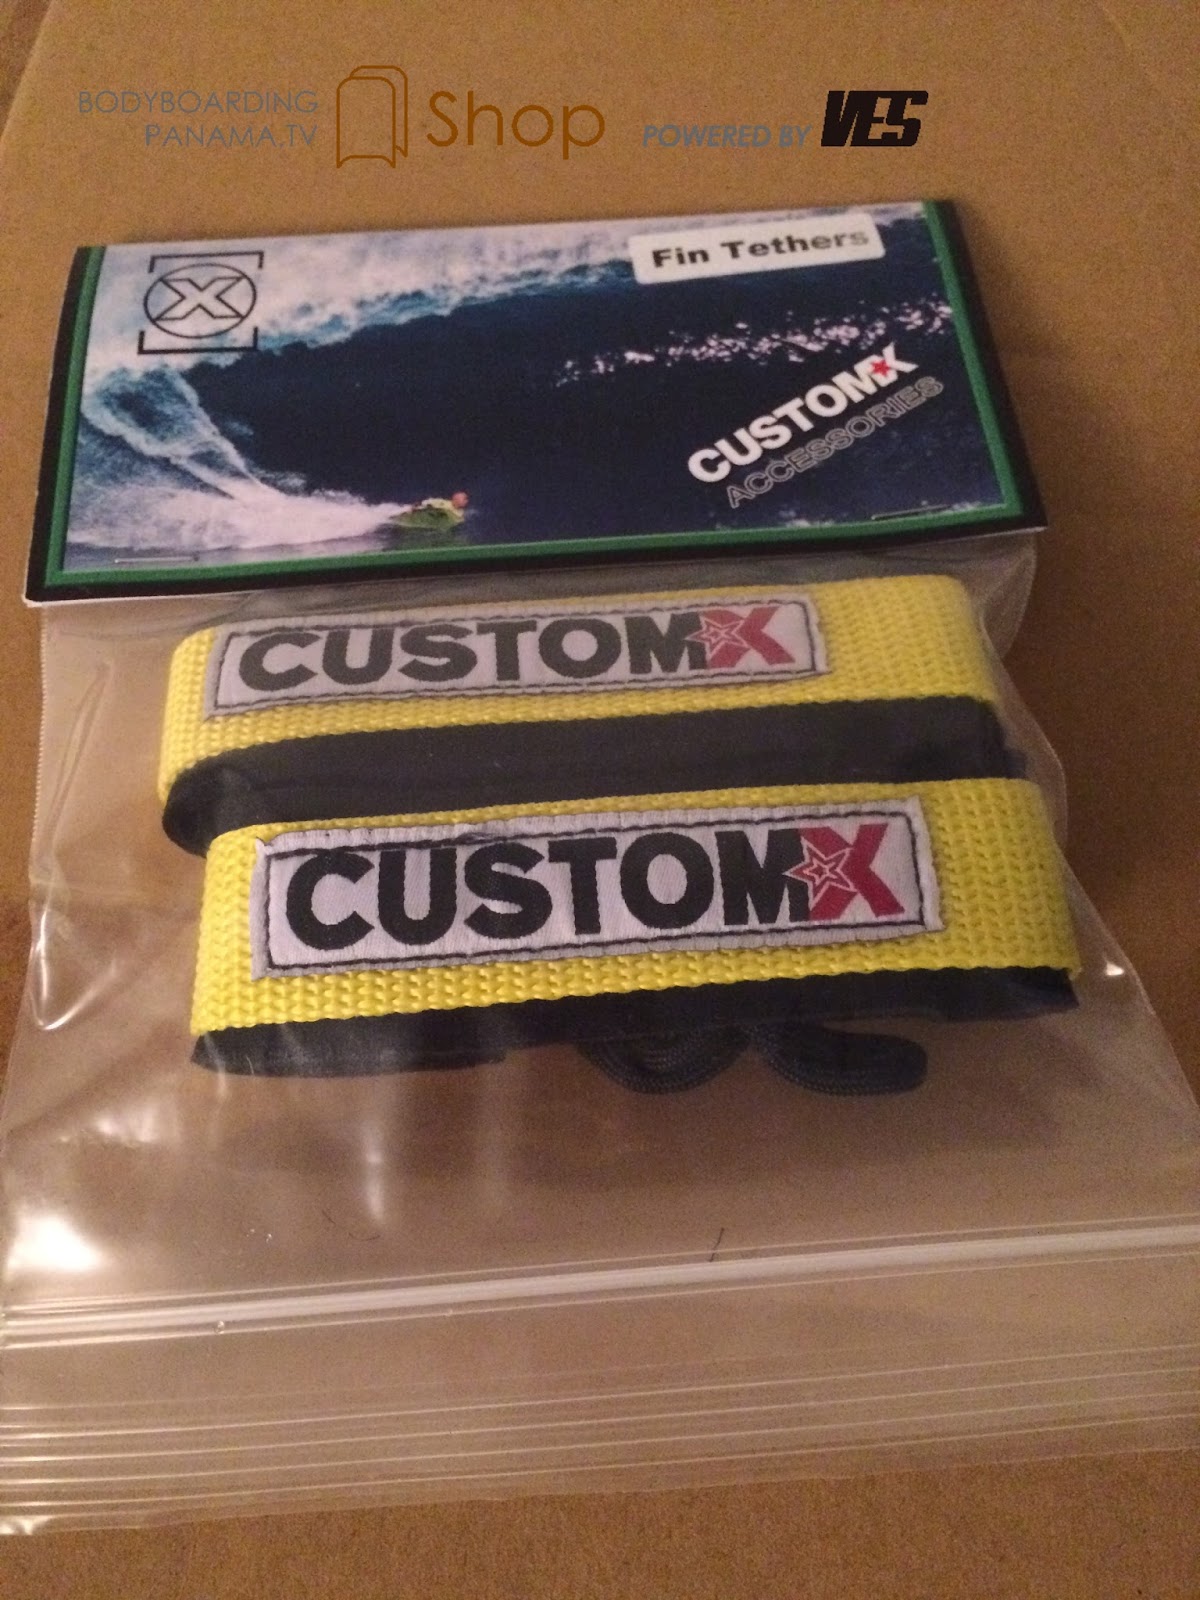 BODYBOARDING
PANAMA.TV
Shop
POWERED BY VES
X
Fin Tethers
CUSTOMX
ACCESSORIES
CUSTOMX
CUSTOMX